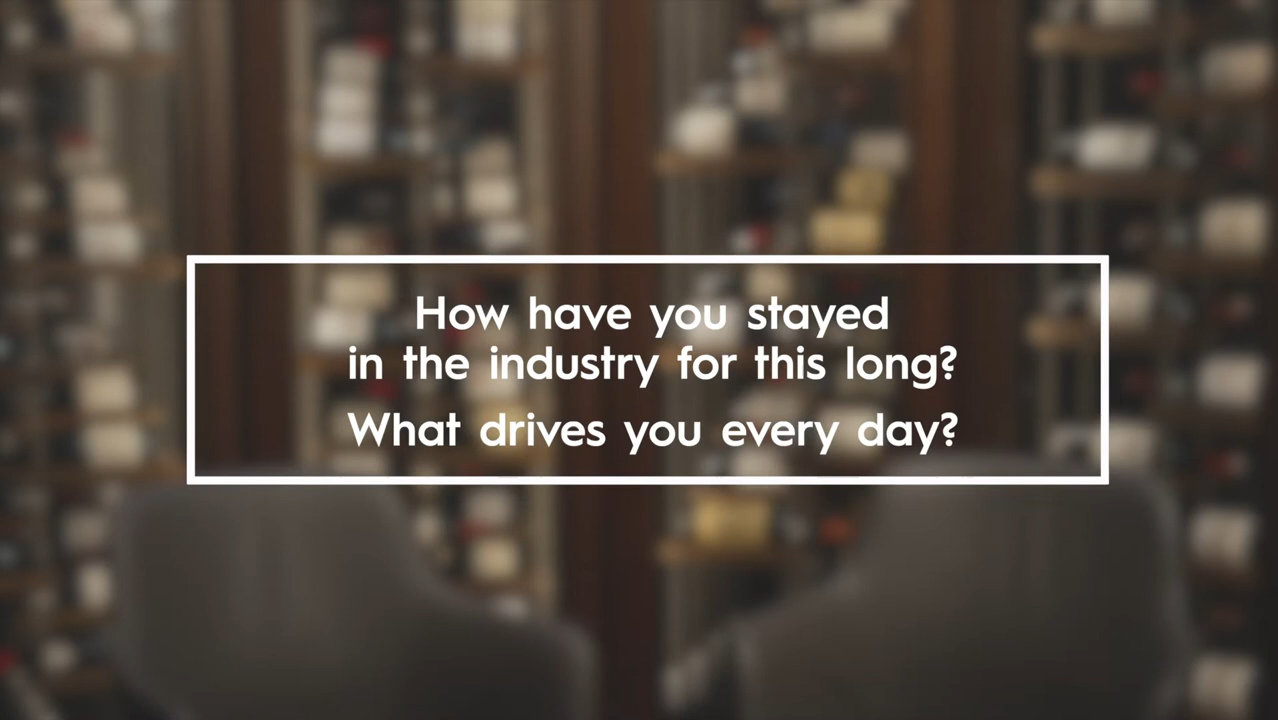 How have you stayed
in the industry for this long?
What drives you every day?